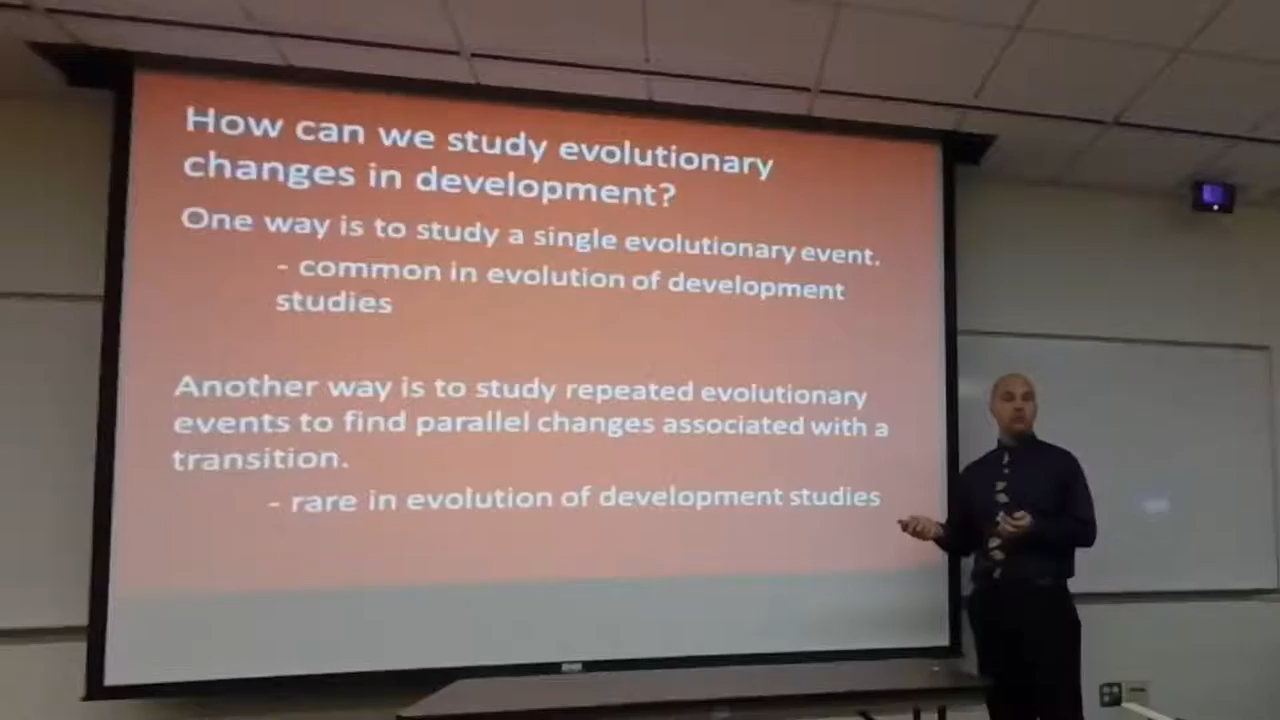 How can we study evolutionary
changes in development?
One way is to study a single evolutionary event.
- common in evolution of development
studies
Another way is to study repeated evolutionary
events to find parallel changes associated with a
transition.
- rare in evolution of development studies